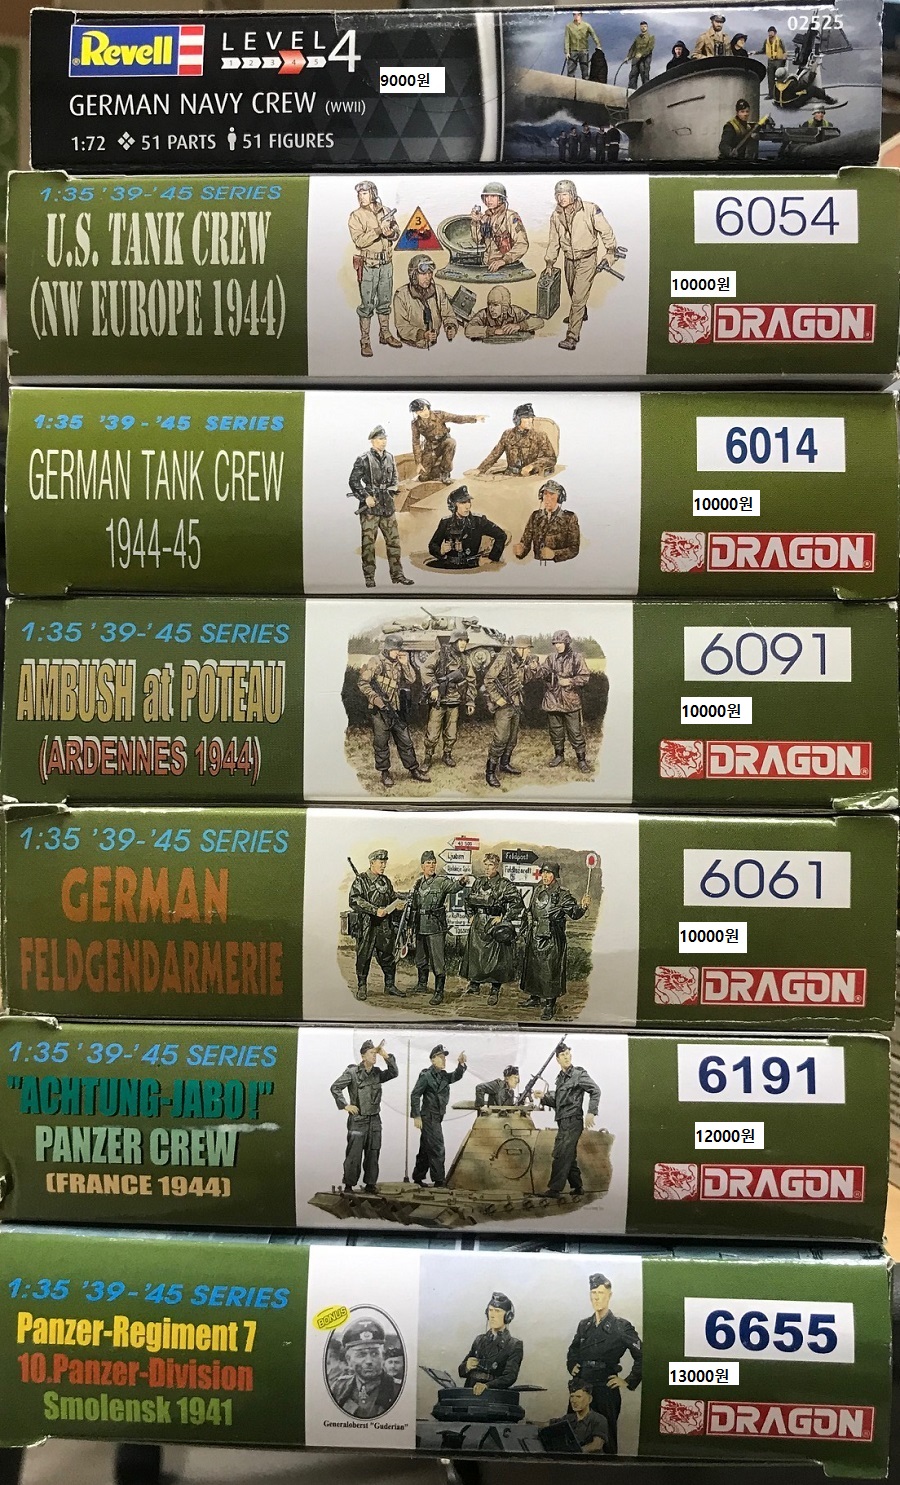 Revell
LEVEL 4
1 2 3 4 5
02525
9000원
GERMAN NAVY CREW (WWII)
1:72 51 PARTS 51 FIGURES
1:35 '39-'45 SERIES
U.S. TANK CREW
(NW EUROPE 1944)
3
6054
10000원
DRAGON
1:35 '39-'45 SERIES
GERMAN TANK CREW
1944-45
6014
10000원
DRAGON
1:35 '39-'45 SERIES
AMBUSH at POTEAU
(ARDENNES 1944)
6091
10000원
DRAGON
1:35 '39-'45 SERIES
GERMAN
FELDGENDARMERIE
Feldpost
6061
10000원
DRAGON
1:35 '39-'45 SERIES
"ACHTUNG-JABO!"
PANZER CREW
(FRANCE 1944)
6191
12000원
DRAGON
1:35 '39-'45 SERIES
Panzer-Regiment 7
10.Panzer-Division
Smolensk 1941
BONUS
Generaloberst "Guderian"
6655
13000원
DRAGON